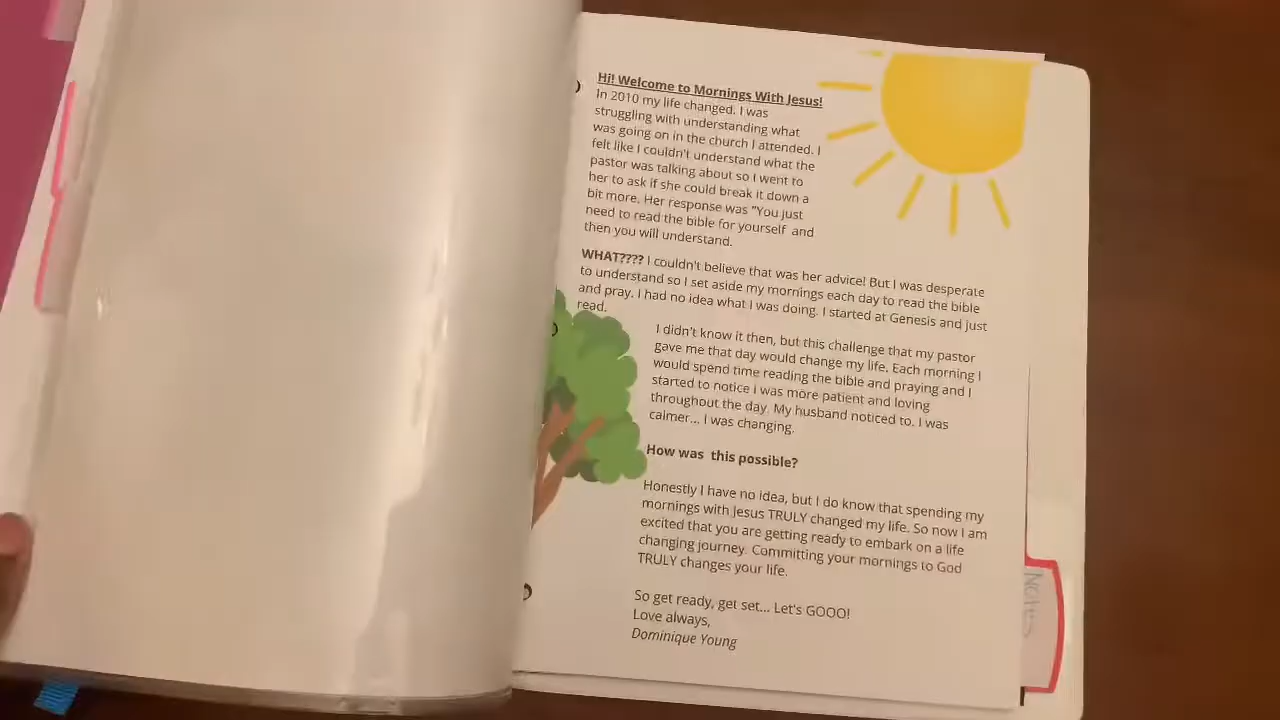 Hi! Welcome to Mornings With Jesus!
In 2010 my life changed. I was
struggling with understanding what
was going on in the church I attended. I
felt like I couldn't understand what the
pastor was talking about so I went to
her to ask if she could break it down a
bit more. Her response was "You just
need to read the bible for yourself and
then you will understand.
WHAT???? I couldn't believe that was her advice! But I was desperate
to understand so I set aside my mornings each day to read the bible
and pray. I had no idea what I was doing. I started at Genesis and just
read.
I didn't know it then, but this challenge that my pastor
gave me that day would change my life. Each morning I
would spend time reading the bible and praying and I
started to notice I was more patient and loving
throughout the day. My husband noticed to. I was
calmer... I was changing.
How was this possible?
Honestly I have no idea, but I do know that spending my
mornings with Jesus TRULY changed my life. So now I am
excited that you are getting ready to embark on a life
changing journey. Committing your mornings to God
TRULY changes your life.
So get ready, get set... Let's GOOO!
Love always,
Dominique Young
NOTES